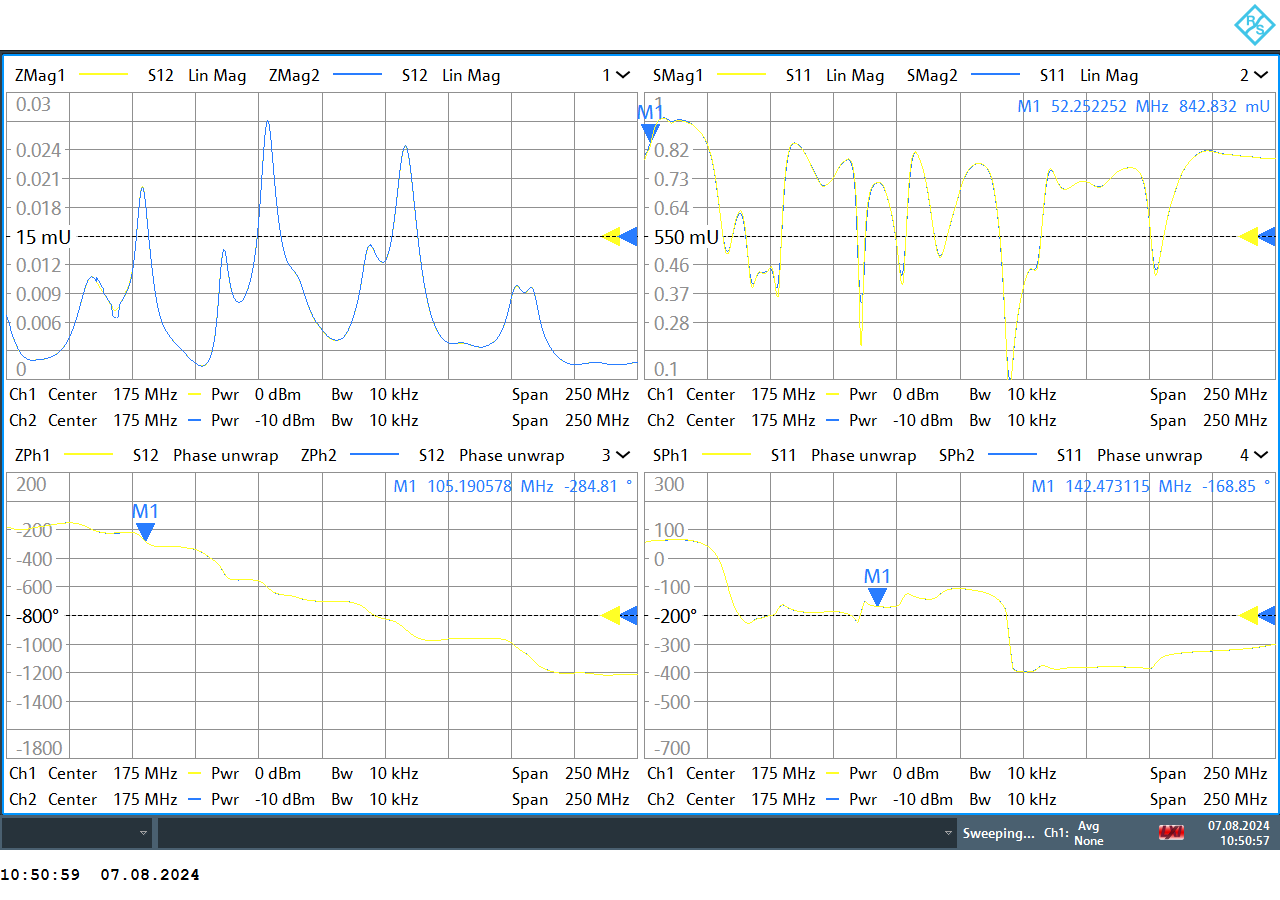 R&S
ZMag1 S12 Lin Mag ZMag2 S12 Lin Mag 1
0.03
0.024
0.021
0.018
15 mU
0.012
0.009
0.006
0
Ch1 Center 175 MHz Pwr 0 dBm Bw 10 kHz Span 250 MHz
Ch2 Center 175 MHz Pwr -10 dBm Bw 10 kHz Span 250 MHz
SMag1 S11 Lin Mag SMag2 S11 Lin Mag 2
M1 52.252252 MHz 842.832 mU
1
M1
0.82
0.73
0.64
550 mU
0.46
0.37
0.28
0.1
Ch1 Center 175 MHz Pwr 0 dBm Bw 10 kHz Span 250 MHz
Ch2 Center 175 MHz Pwr -10 dBm Bw 10 kHz Span 250 MHz
ZPh1 S12 Phase unwrap ZPh2 S12 Phase unwrap 3
200
M1 105.190578 MHz -284.81 °
M1
-200
-400
-600
-800°
-1000
-1200
-1400
-1800
Ch1 Center 175 MHz Pwr 0 dBm Bw 10 kHz Span 250 MHz
Ch2 Center 175 MHz Pwr -10 dBm Bw 10 kHz Span 250 MHz
SPh1 S11 Phase unwrap SPh2 S11 Phase unwrap 4
300
M1 142.473115 MHz -168.85 °
100
0
M1
-100
-200°
-300
-400
-500
-700
Ch1 Center 175 MHz Pwr 0 dBm Bw 10 kHz Span 250 MHz
Ch2 Center 175 MHz Pwr -10 dBm Bw 10 kHz Span 250 MHz
Sweeping... Ch1: Avg None
LXI
07.08.2024
10:50:57
10:50:59 07.08.2024